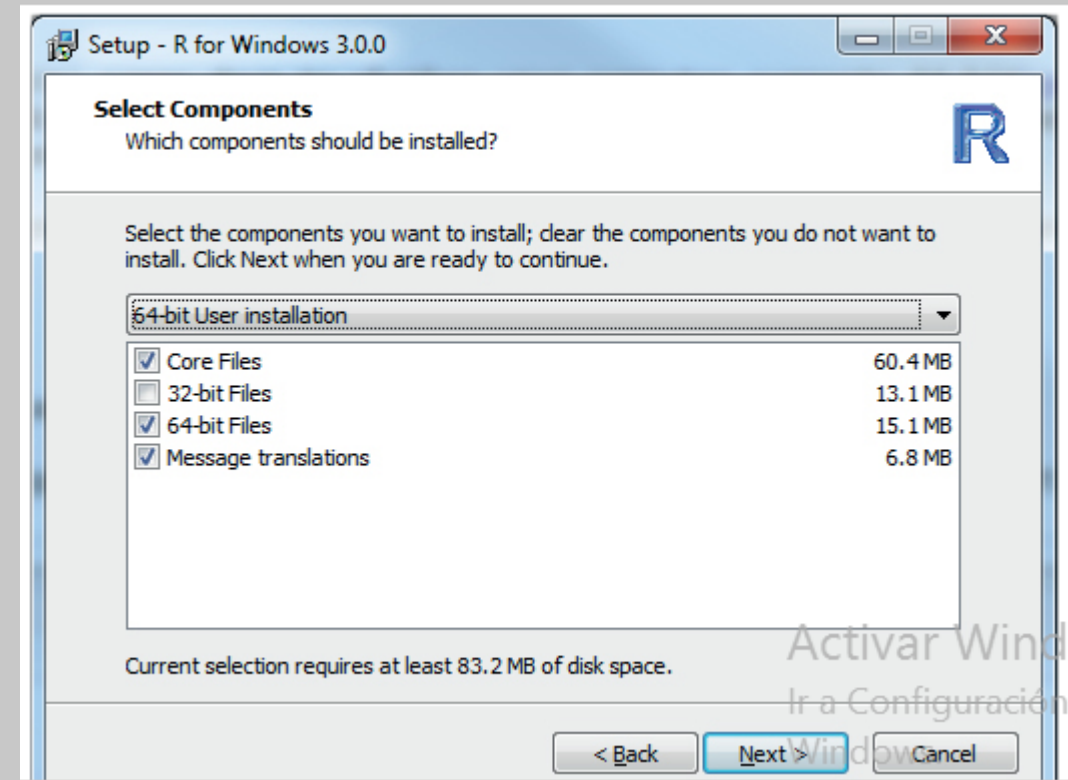 Setup - R for Windows 3.0.0
Select Components
Which components should be installed?
R
Select the components you want to install; clear the components you do not want to
install. Click Next when you are ready to continue.
64-bit User installation
Core Files 60.4 MB
32-bit Files 13.1 MB
64-bit Files 15.1 MB
Message translations 6.8 MB
Current selection requires at least 83.2 MB of disk space.
Activar Wind
Ir a Configuración
Windows.
< Back Next > Cancel